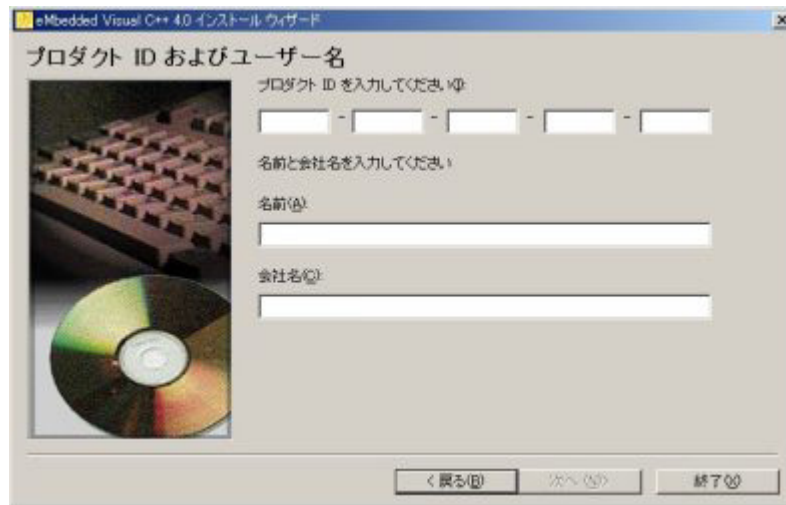 eMbedded Visual C++ 4.0 インストール ウィザード
プロダクト ID およびユーザー名
プロダクト ID を入力してください(I):
- - - -
名前と会社名を入力してください
名前(A):
会社名(C):
< 戻る(B)
次へ(N)>
終了(X)